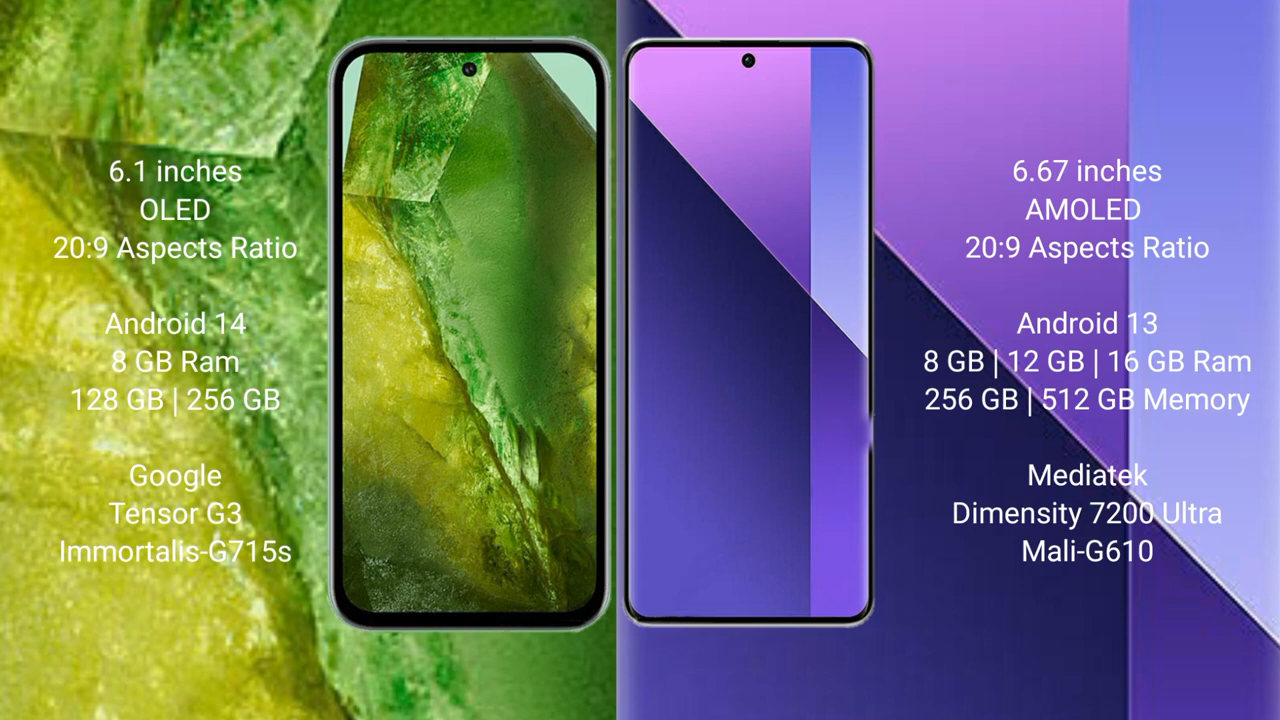 6.1 inches
OLED
20:9 Aspects Ratio
Android 14
8 GB Ram
128 GB | 256 GB
Google
Tensor G3
Immortalis-G715s
6.67 inches
AMOLED
20:9 Aspects Ratio
Android 13
8 GB | 12 GB | 16 GB Ram
256 GB | 512 GB Memory
Mediatek
Dimensity 7200 Ultra
Mali-G610